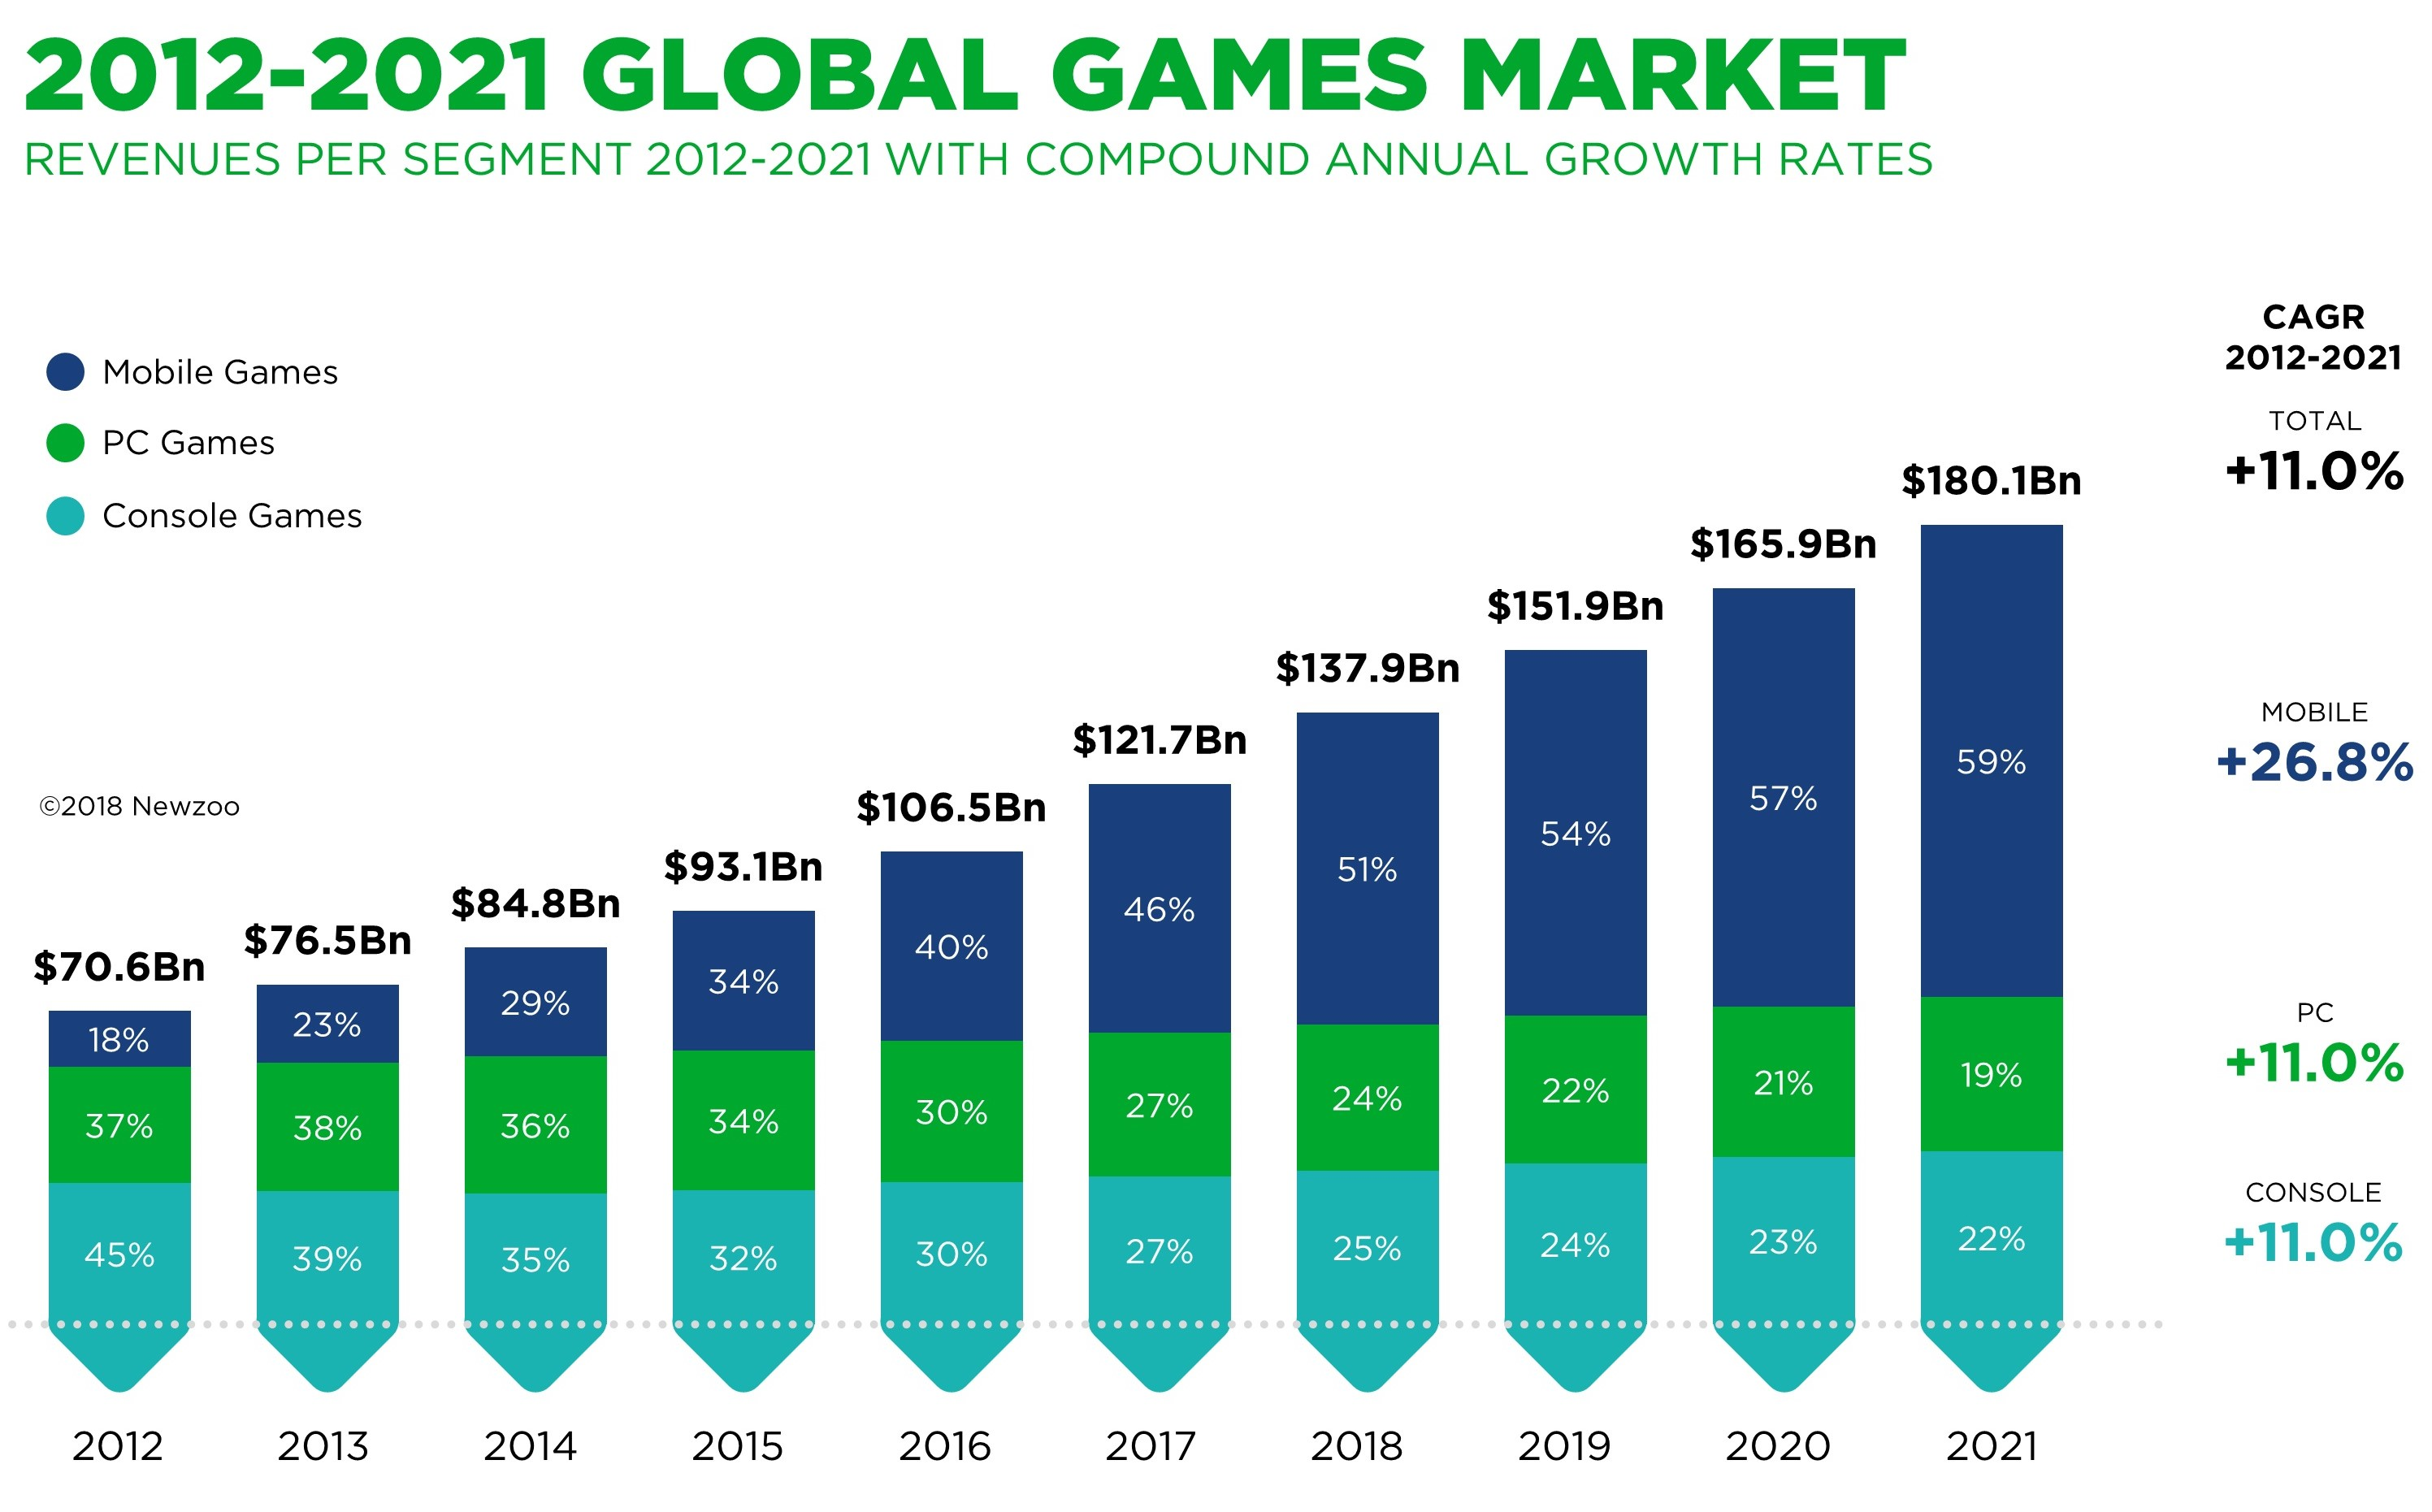 2012-2021 GLOBAL GAMES MARKET
REVENUES PER SEGMENT 2012-2021 WITH COMPOUND ANNUAL GROWTH RATES
Mobile Games
PC Games
Console Games
©2018 Newzoo
$70.6Bn
18%
37%
45%
2012
$76.5Bn
23%
38%
39%
2013
$84.8Bn
29%
36%
35%
2014
$93.1Bn
34%
34%
32%
2015
$106.5Bn
40%
30%
30%
2016
$121.7Bn
46%
27%
27%
2017
$137.9Bn
51%
24%
25%
2018
$151.9Bn
54%
22%
24%
2019
$165.9Bn
57%
21%
23%
2020
$180.1Bn
59%
19%
22%
2021
CAGR
2012-2021
TOTAL
+11.0%
MOBILE
+26.8%
PC
+11.0%
CONSOLE
+11.0%